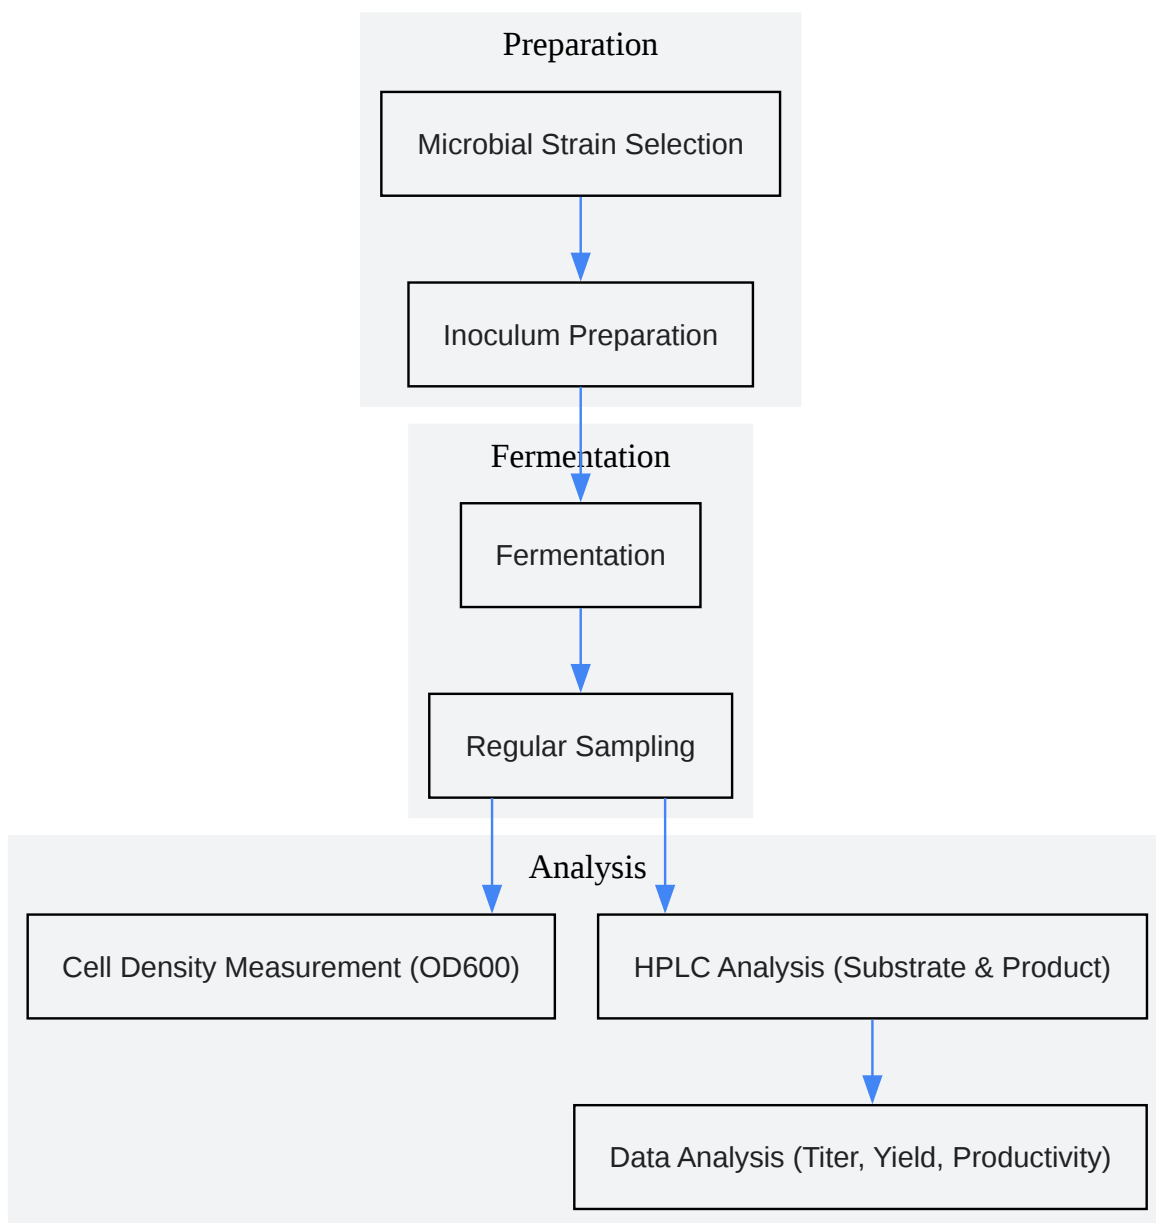 Preparation
Microbial Strain Selection
Inoculum Preparation
Fermentation
Fermentation
Regular Sampling
Analysis
Cell Density Measurement (OD600)
HPLC Analysis (Substrate & Product)
Data Analysis (Titer, Yield, Productivity)